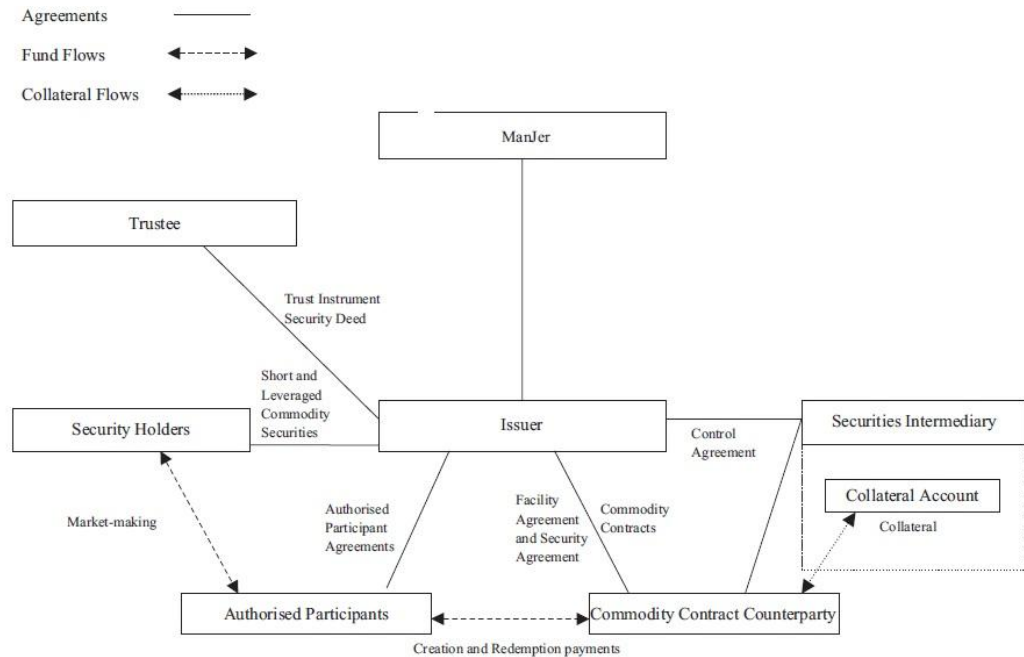 Agreements
Fund Flows
Collateral Flows
ManJer
Trustee
Trust Instrument
Security Deed
Short and
Leveraged
Commodity
Securities
Security Holders
Issuer
Control
Agreement
Securities Intermediary
Collateral Account
Collateral
Market-making
Authorised
Participant
Agreements
Facility
Agreement
and Security
Agreement
Commodity
Contracts
Authorised Participants
Commodity Contract Counterparty
Creation and Redemption payments